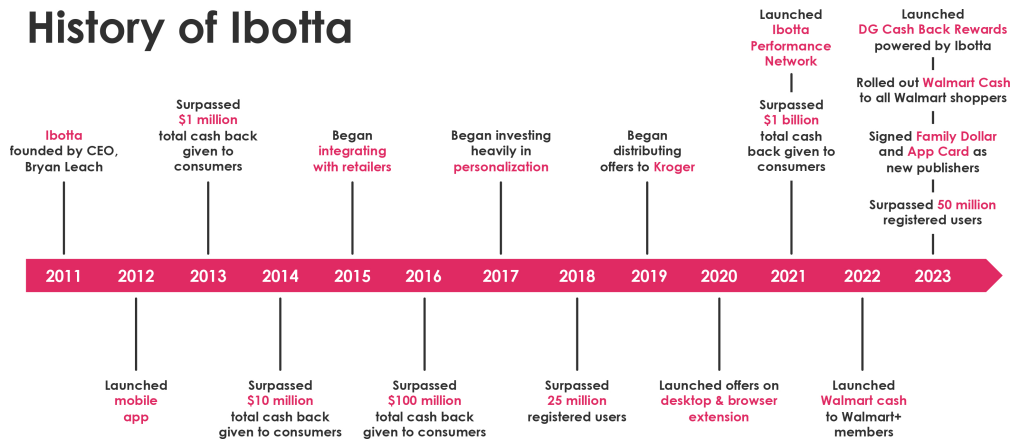 History of Ibotta
Ibotta
founded by CEO,
Bryan Leach
Surpassed
$1 million
total cash back
given to
consumers
Began
integrating
with retailers
Began investing
heavily in
personalization
Began
distributing
offers to Kroger
Launched
Ibotta
Performance
Network
Surpassed
$1 billion
total cash
back given to
consumers
Launched
DG Cash Back Rewards
powered by Ibotta
Rolled out Walmart Cash
to all Walmart shoppers
Signed Family Dollar
and App Card as
new publishers
Surpassed 50 million
registered users
2011 2012 2013 2014 2015 2016 2017 2018 2019 2020 2021 2022 2023
Launched
mobile
app
Surpassed
$10 million
total cash back
given to consumers
Surpassed
$100 million
total cash back
given to consumers
Surpassed
25 million
registered users
Launched offers on
desktop & browser
extension
Launched
Walmart cash
to Walmart+
members